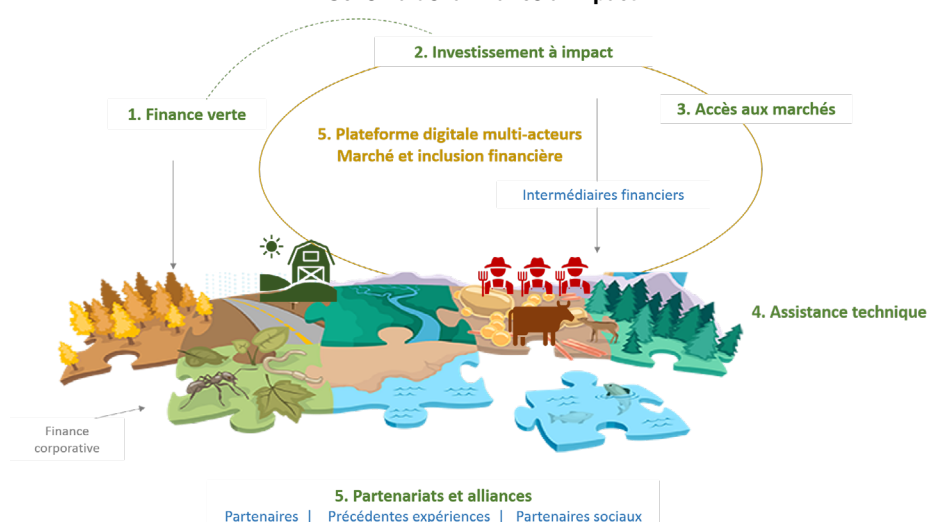 2. Investissement à impact
1. Finance verte
3. Accès aux marchés
5. Plateforme digitale multi-acteurs
Marché et inclusion financière
Intermédiaires financiers
4. Assistance technique
Finance
corporative
5. Partenariats et alliances
Partenaires | Précédentes expériences | Partenaires sociaux